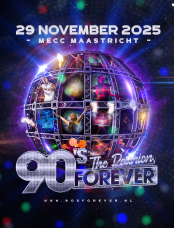 29 NOVEMBER 2025
- MECC MAASTRICHT -
90's
The Reunion
FOREVER
WWW.90SFOREVER.NL